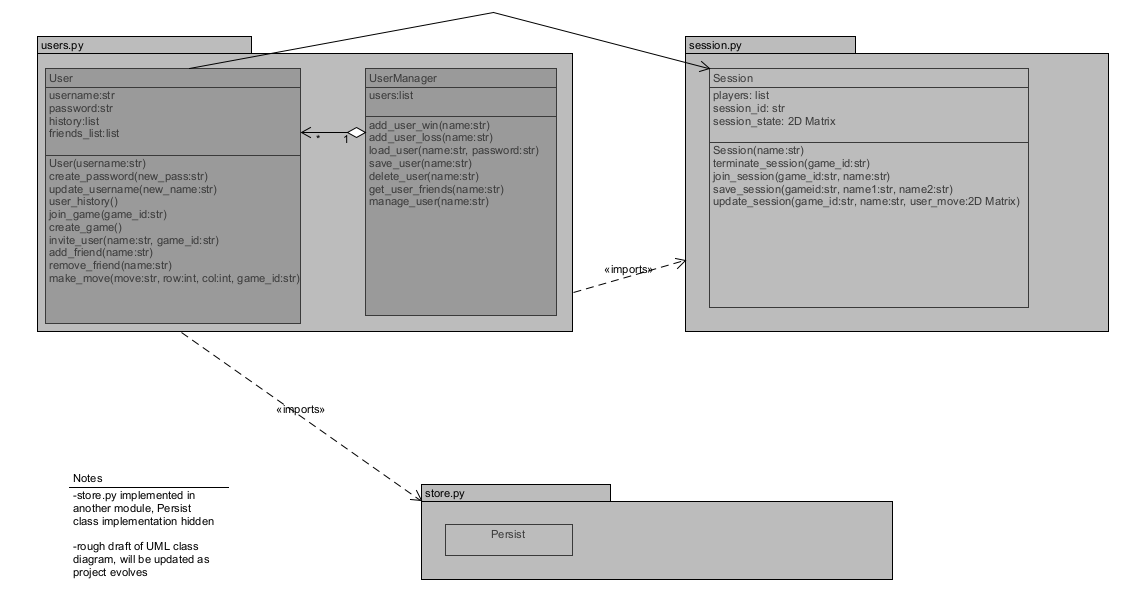 users.py
User
username:str
password:str
history:list
friends_list:list
User(username:str)
create_password(new_pass:str)
update_username(new_name:str)
user_history()
join_game(game_id:str)
create_game()
invite_user(name:str, game_id:str)
add_friend(name:str)
remove_friend(name:str)
make_move(move:str, row:int, col:int, game_id:str)
*
1
UserManager
users:list
add_user_win(name:str)
add_user_loss(name:str)
load_user(name:str, password:str)
save_user(name:str)
delete_user(name:str)
get_user_friends(name:str)
manage_user(name:str)
«imports»
session.py
Session
players: list
session_id: str
session_state: 2D Matrix
Session(name:str)
terminate_session(game_id:str)
join_session(game_id:str, name:str)
save_session(gameid:str, name1:str, name2:str)
update_session(game_id:str, name:str, user_move:2D Matrix)
«imports»
Notes
-store.py implemented in
another module, Persist
class implementation hidden
-rough draft of UML class
diagram, will be updated as
project evolves
store.py
Persist